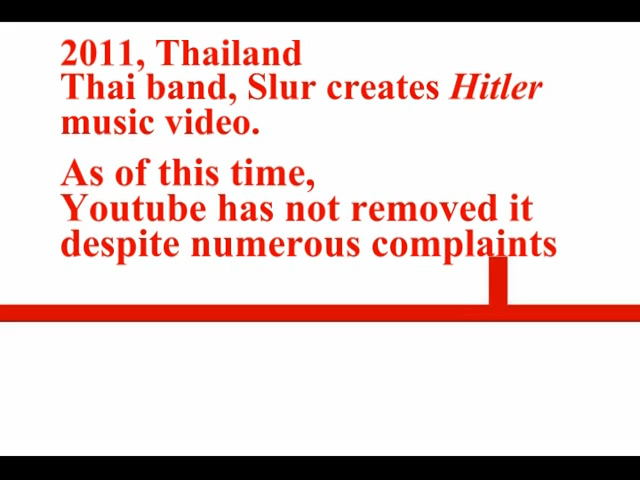 2011, Thailand
Thai band, Slur creates Hitler
music video.
As of this time,
Youtube has not removed it
despite numerous complaints